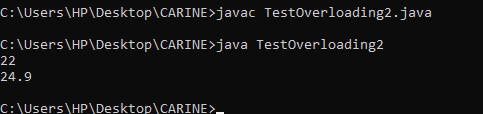 C:\Users\HP\Desktop\CARINE>javac TestOverloading2.java
C:\Users\HP\Desktop\CARINE>java TestOverloading2
22
24.9
C:\Users\HP\Desktop\CARINE>_